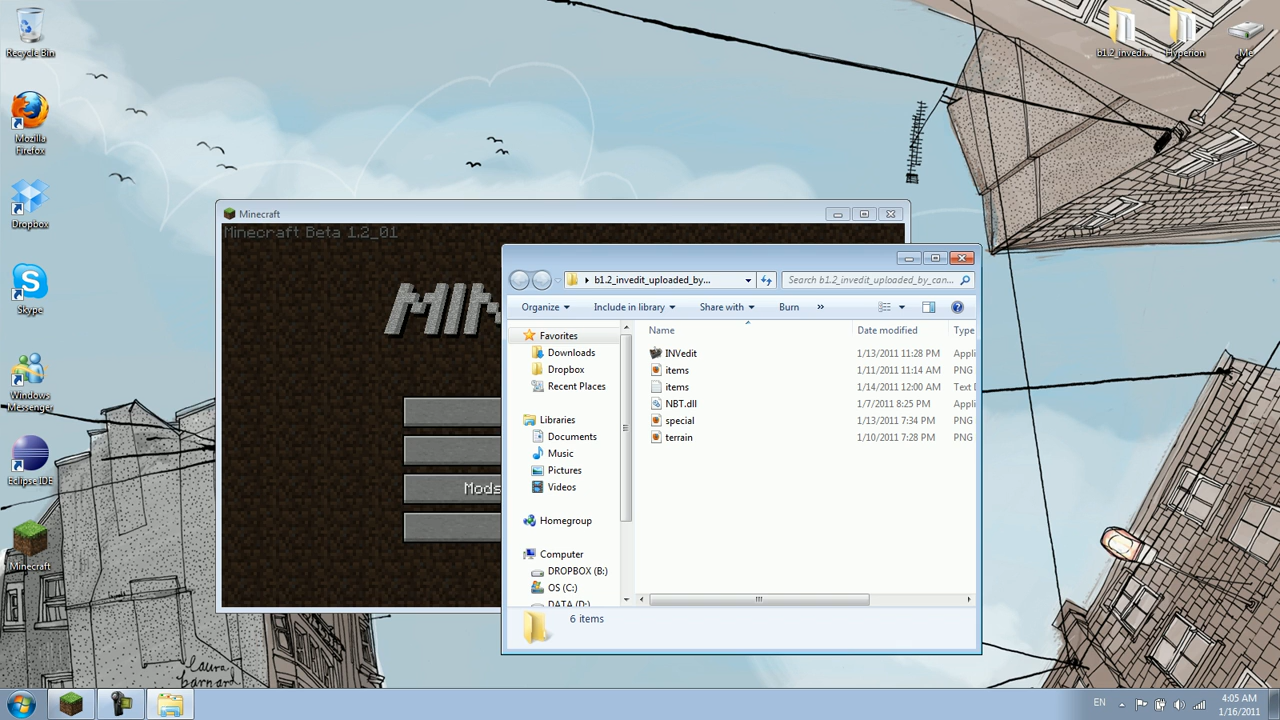 Recycle Bin
Mozilla
Firefox
Dropbox
Skype
Windows
Messenger
Eclipse IDE
Minecraft
b1.2_invedi...
Hyperion
Me
Minecraft
Minecraft Beta 1.2_01
MIN
Mods
b1.2_invedit_uploaded_by...
Search b1.2_invedit_uploaded_by_can...
Organize
Include in library
Share with
Burn
»
Favorites
Downloads
Dropbox
Recent Places
Libraries
Documents
Music
Pictures
Videos
Homegroup
Computer
DROPBOX (B:)
OS (C:)
DATA (D:)
Name
Date modified
Type
INVedit
1/13/2011 11:28 PM
Appli
items
1/11/2011 11:14 AM
PNG
items
1/14/2011 12:00 AM
Text D
NBT.dll
1/7/2011 8:25 PM
Appli
special
1/13/2011 7:34 PM
PNG
terrain
1/10/2011 7:28 PM
PNG
6 items
laura
barnard
EN
4:05 AM
1/16/2011